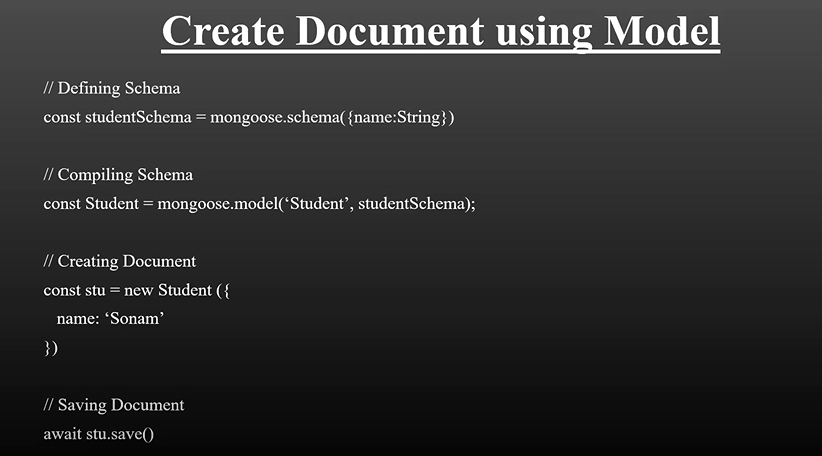 Create Document using Model
// Defining Schema
const studentSchema = mongoose.schema({name:String})
// Compiling Schema
const Student = mongoose.model(‘Student’, studentSchema);
// Creating Document
const stu = new Student ({
name: ‘Sonam’
})
// Saving Document
await stu.save()